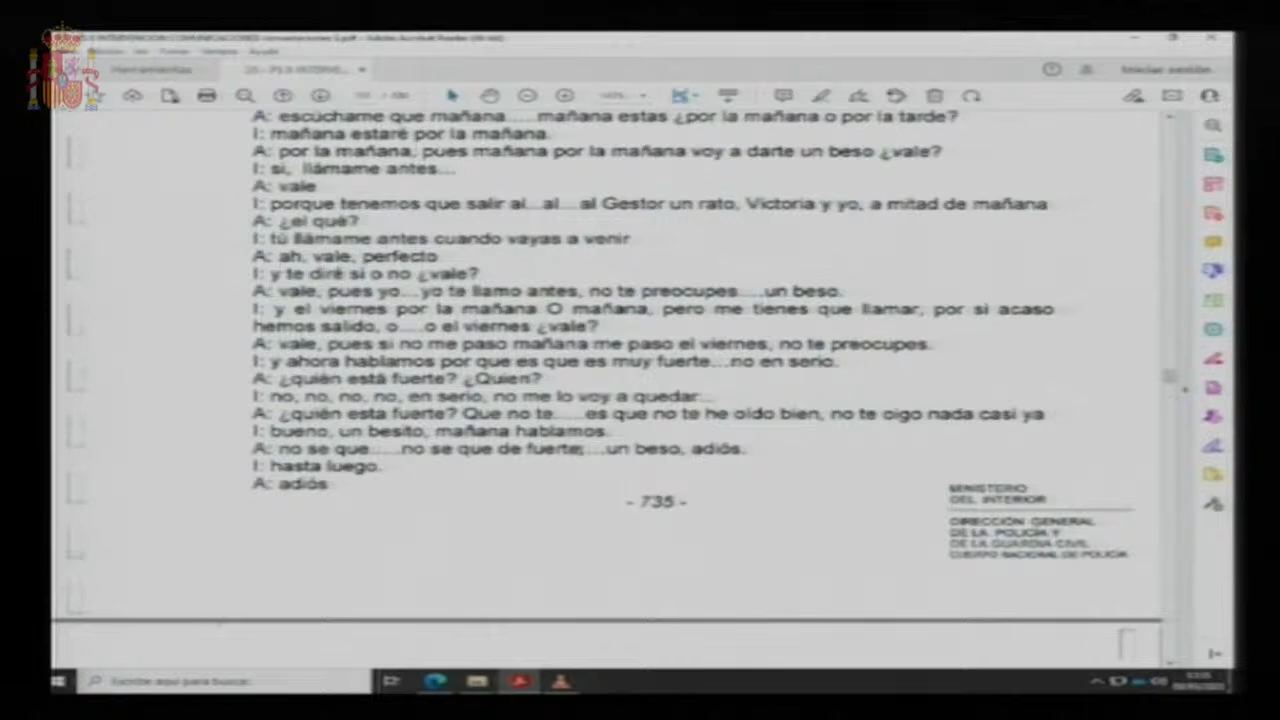 Herramientas
Iniciar sesión
A: escúchame que mañana.....mañana estas ¿por la mañana o por la tarde?
I: mañana estaré por la mañana.
A: por la mañana, pues mañana por la mañana voy a darte un beso ¿vale?
I: si, llámame antes...
A: vale
I: porque tenemos que salir al...al....al Gestor un rato, Victoria y yo, a mitad de mañana
A: ¿el qué?
I: tú llámame antes cuando vayas a venir
A: ah, vale, perfecto
I: y te diré si o no ¿vale?
A: vale, pues yo....yo te llamo antes, no te preocupes.....un beso.
I: y el viernes por la mañana O mañana, pero me tienes que llamar, por si acaso
hemos salido, o.....o el viernes ¿vale?
A: vale, pues si no me paso mañana me paso el viernes, no te preocupes.
I: y ahora hablamos por que es que es muy fuerte....no en serio.
A: ¿quién está fuerte? ¿Quien?
I: no, no, no, no, en serio, no me lo voy a quedar...
A: ¿quién esta fuerte? Que no te......es que no te he oído bien, no te oigo nada casi ya
I: bueno, un besito, mañana hablamos.
A: no se que.....no se que de fuerte;....un beso, adiós.
I: hasta luego.
A: adiós
- 735 -
MINISTERIO
DEL INTERIOR
DIRECCIÓN GENERAL
DE LA POLICÍA Y
DE LA GUARDIA CIVIL
CUERPO NACIONAL DE POLICÍA
Escribe aquí para buscar